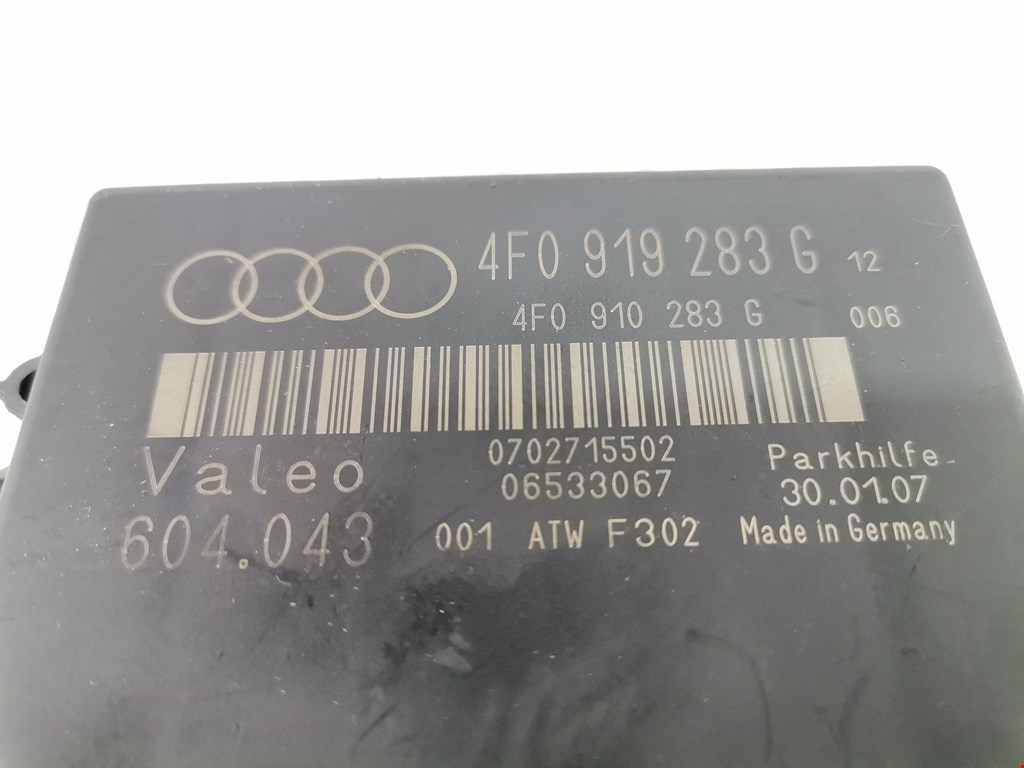 4F0 919 283 G 12
4F0 910 283 G 006
Valeo
0702715502
06533067
Parkhilfe
30.01.07
604.043
001 ATW F302
Made in Germany